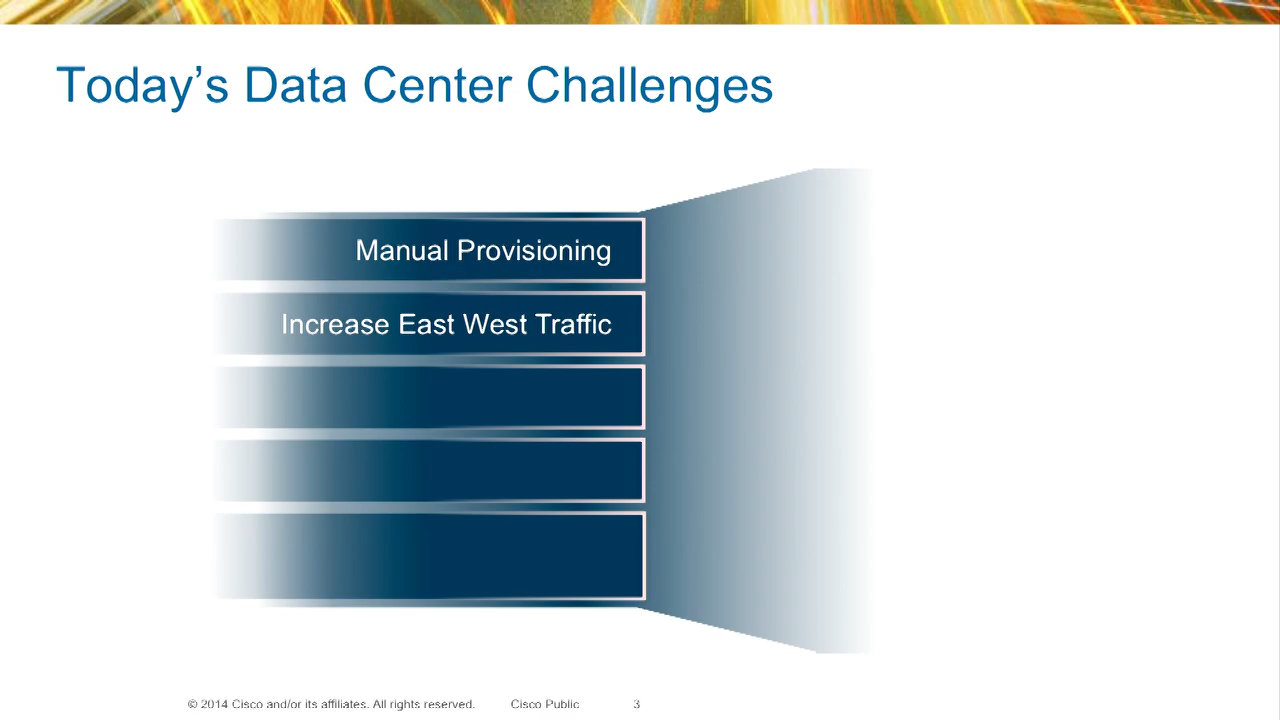 Today’s Data Center Challenges
Manual Provisioning
Increase East West Traffic
© 2014 Cisco and/or its affiliates. All rights reserved. Cisco Public 3